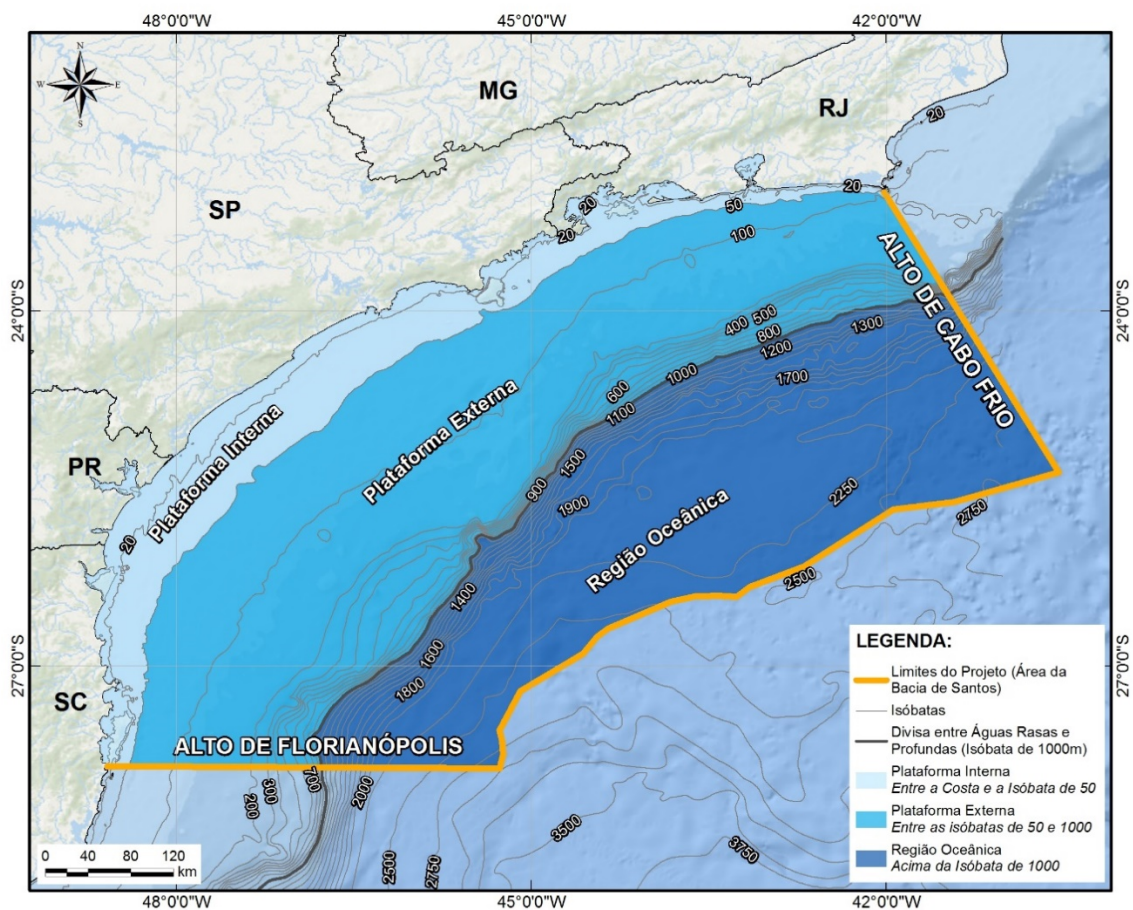 48°0'0"W 45°0'0"W 42°0'0"W
N
W E
S
MG
RJ
SP
PR
SC
20
20
20
20
50
100
24°0'0"S
24°0'0"S
ALTO DE CABO FRIO
400
500
800
1300
1200
1000
1700
600
1100
Plataforma Interna
Plataforma Externa
900
1500
1900
Região Oceânica
2250
2750
2500
20
1400
1600
1800
27°0'0"S
27°0'0"S
ALTO DE FLORIANÓPOLIS
200
300
700
2000
2500
2750
3500
3750
LEGENDA:
Limites do Projeto (Área da
Bacia de Santos)
Isóbatas
Divisa entre Águas Rasas e
Profundas (Isóbata de 1000m)
Plataforma Interna
Entre a Costa e a Isóbata de 50
Plataforma Externa
Entre as isóbatas de 50 e 1000
Região Oceânica
Acima da Isóbata de 1000
0 40 80 120
km
48°0'0"W 45°0'0"W 42°0'0"W